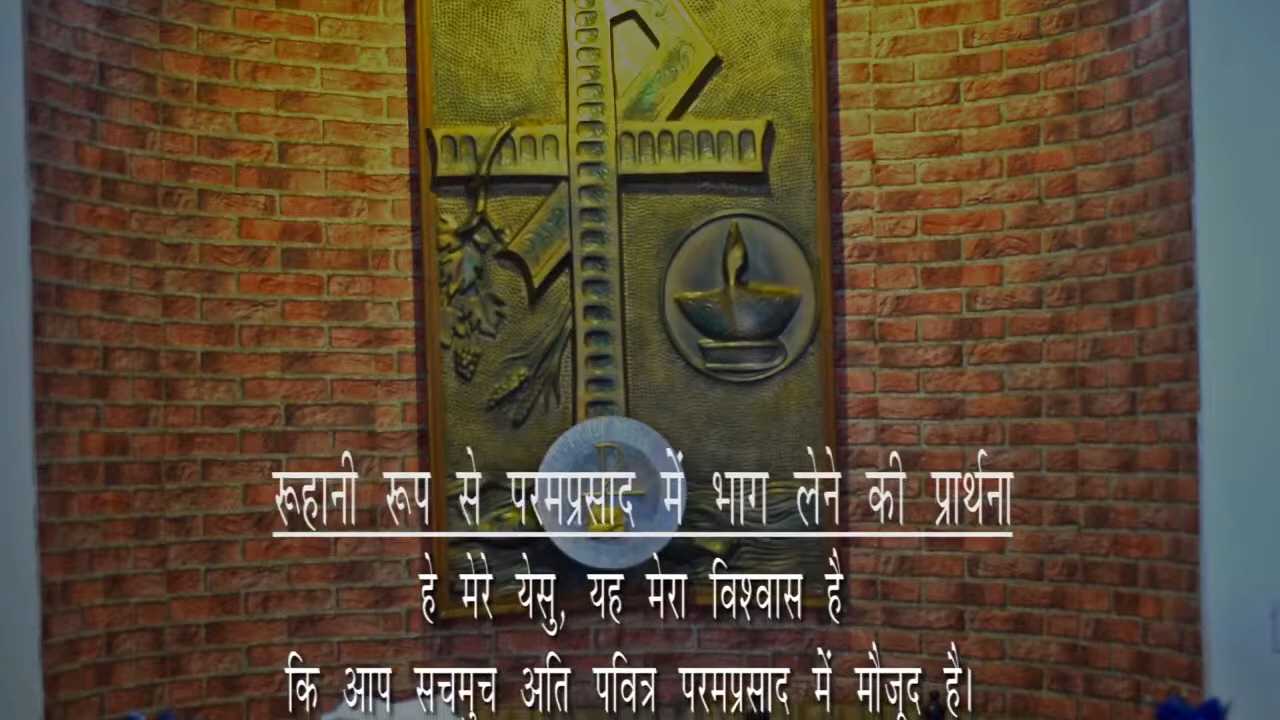 रूहानी रूप से परमप्रसाद में भाग लेने की प्रार्थना
हे मेरे येसु, यह मेरा विश्वास है
कि आप सचमुच अति पवित्र परमप्रसाद में मौजूद है।